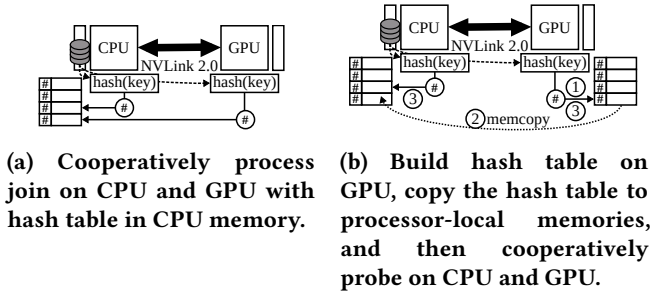 CPU
GPU
NVLink 2.0
hash(key)
hash(key)
#
#
#
#
#
#
(a) Cooperatively process
join on CPU and GPU with
hash table in CPU memory.
CPU
GPU
NVLink 2.0
hash(key)
hash(key)
#
#
#
#
#
#
#
#
#
#
1
3
3
2 memcopy
(b) Build hash table on
GPU, copy the hash table to
processor-local memories,
and then cooperatively
probe on CPU and GPU.